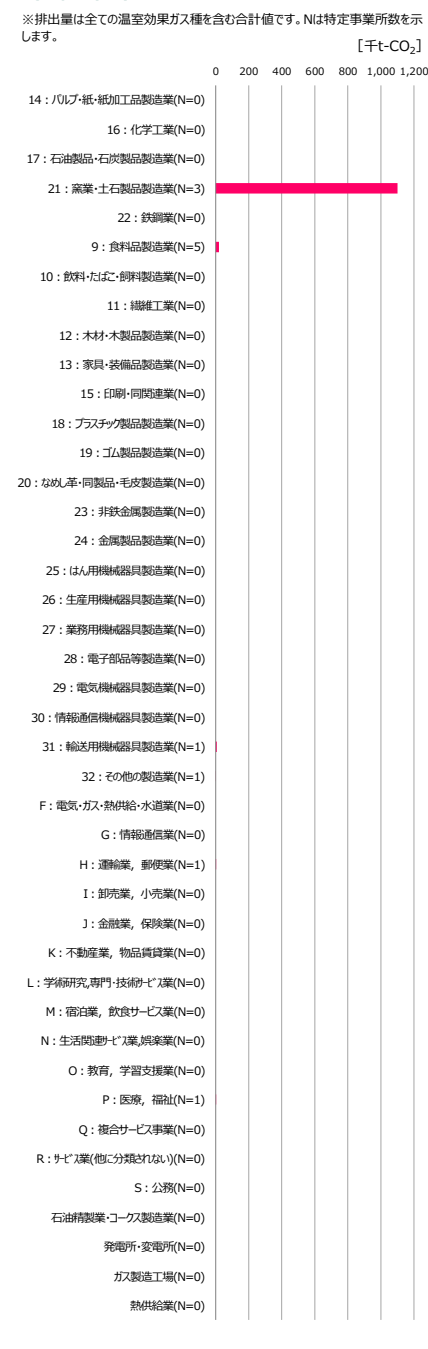 ※排出量は全ての温室効果ガス種を含む合計値です。Nは特定事業所数を示
します。
［千t-CO₂］
0 200 400 600 800 1,000 1,200
14：パルプ・紙・紙加工品製造業(N=0)
16：化学工業(N=0)
17：石油製品・石炭製品製造業(N=0)
21：窯業・土石製品製造業(N=3)
22：鉄鋼業(N=0)
9：食料品製造業(N=5)
10：飲料・たばこ・飼料製造業(N=0)
11：繊維工業(N=0)
12：木材・木製品製造業(N=0)
13：家具・装備品製造業(N=0)
15：印刷・同関連業(N=0)
18：プラスチック製品製造業(N=0)
19：ゴム製品製造業(N=0)
20：なめし革・同製品・毛皮製造業(N=0)
23：非鉄金属製造業(N=0)
24：金属製品製造業(N=0)
25：はん用機械器具製造業(N=0)
26：生産用機械器具製造業(N=0)
27：業務用機械器具製造業(N=0)
28：電子部品等製造業(N=0)
29：電気機械器具製造業(N=0)
30：情報通信機械器具製造業(N=0)
31：輸送用機械器具製造業(N=1)
32：その他の製造業(N=1)
F：電気・ガス・熱供給・水道業(N=0)
G：情報通信業(N=0)
H：運輸業，郵便業(N=1)
I：卸売業，小売業(N=0)
J：金融業，保険業(N=0)
K：不動産業，物品賃貸業(N=0)
L：学術研究,専門・技術ｻｰﾋﾞｽ業(N=0)
M：宿泊業，飲食サービス業(N=0)
N：生活関連ｻｰﾋﾞｽ業,娯楽業(N=0)
O：教育，学習支援業(N=0)
P：医療，福祉(N=1)
Q：複合サービス事業(N=0)
R：ｻｰﾋﾞｽ業(他に分類されない)(N=0)
S：公務(N=0)
石油精製業・コークス製造業(N=0)
発電所・変電所(N=0)
ガス製造工場(N=0)
熱供給業(N=0)